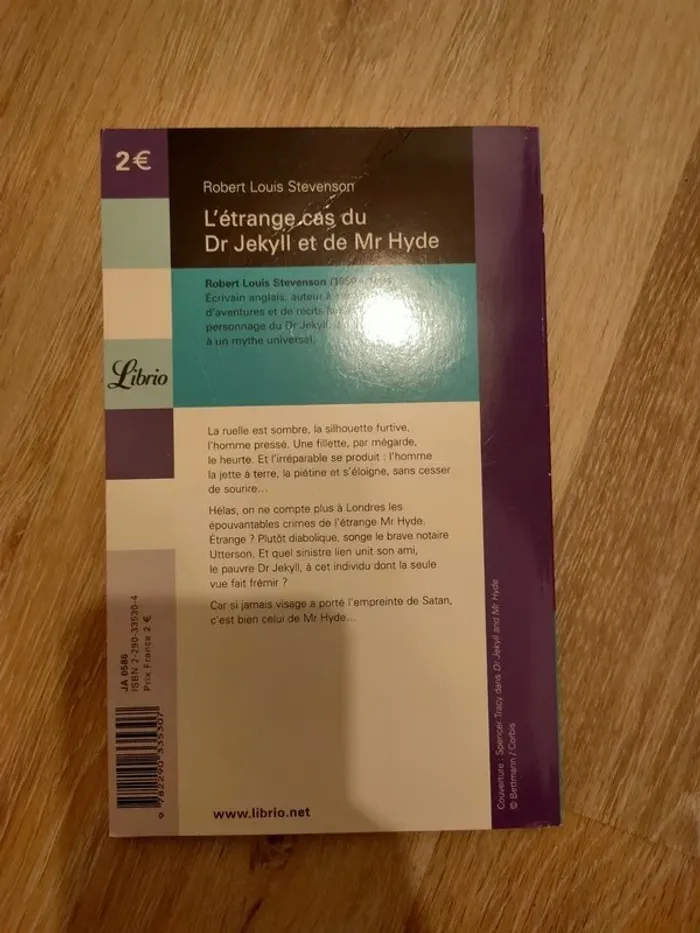 2€
Robert Louis Stevenson
L'étrange cas du
Dr Jekyll et de Mr Hyde
Robert Louis Stevenson
Écrivain anglais, auteur
d'aventures et de récits
personnage du Dr Jekyll,
à un mythe universel.
Librio
La ruelle est sombre, la silhouette furtive,
l'homme pressé. Une fillette, par mégarde,
le heurte. Et l'irréparable se produit : l'homme
la jette à terre, la piétine et s'éloigne, sans cesser
de sourire...
Hélas, on ne compte plus à Londres les
épouvantables crimes de l'étrange Mr Hyde.
Étrange ? Plutôt diabolique, songe le brave notaire
Utterson. Et quel sinistre lien unit son ami,
le pauvre Dr Jekyll, à cet individu dont la seule
vue fait frémir ?
Car si jamais visage a porté l'empreinte de Satan,
c'est bien celui de Mr Hyde...
JA 0586
ISBN 2-290-33530-4
Prix France 2 €
9 782290 335307
www.librio.net
Couverture : Spencer Tracy dans Dr Jekyll and Mr Hyde
© Bettmann / Corbis